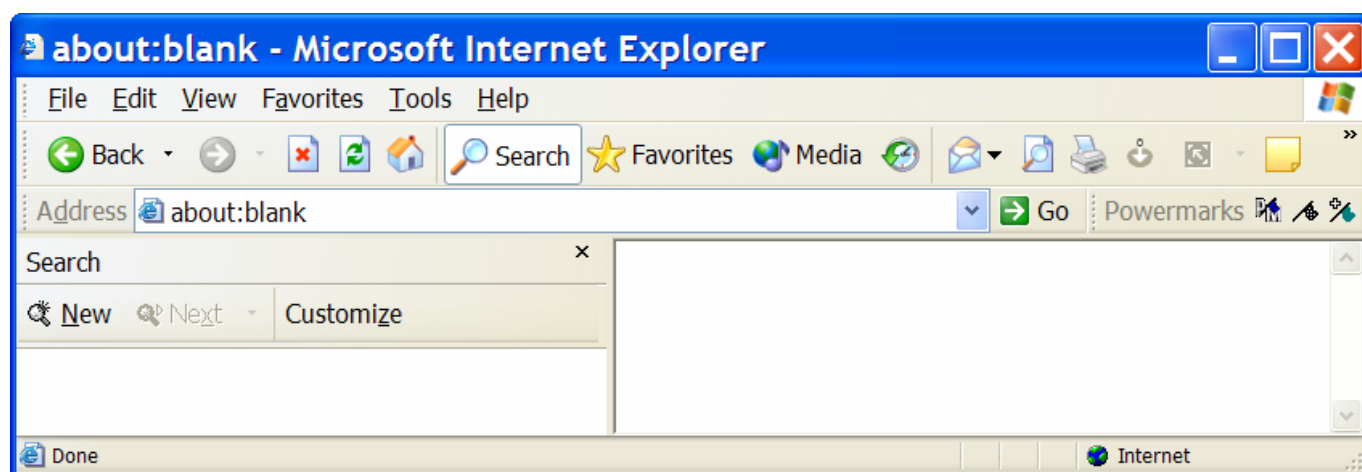 about:blank - Microsoft Internet Explorer
File Edit View Favorites Tools Help
Back Search Favorites Media »
Address about:blank Go Powermarks
Search
New Next Customize
Done Internet